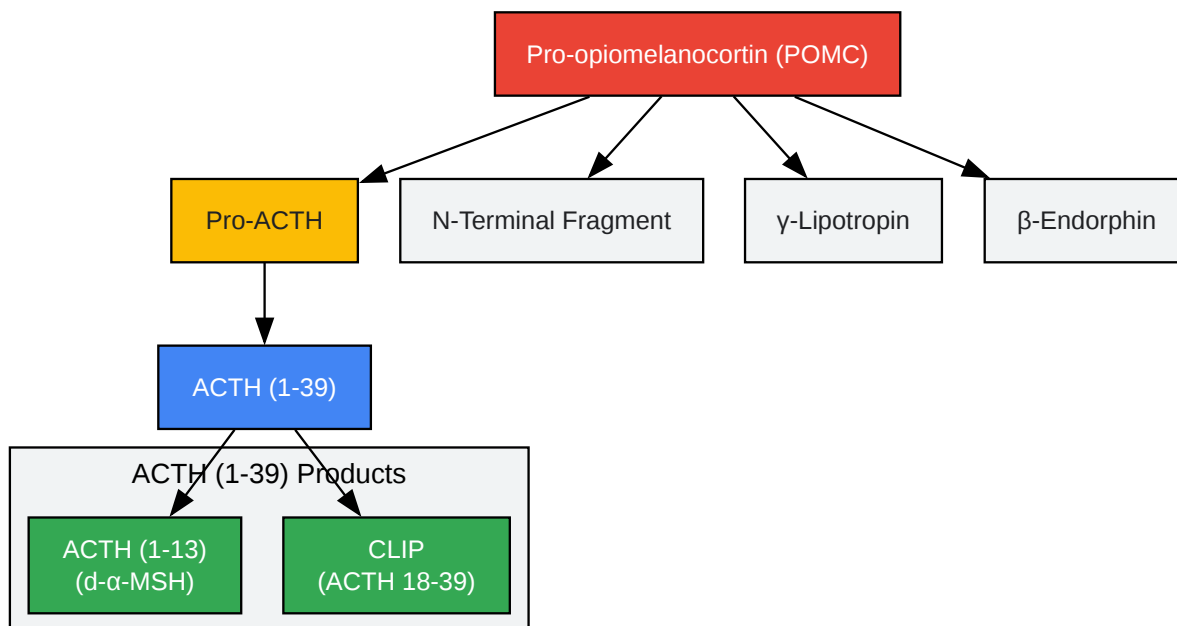 Pro-opiomelanocortin (POMC)
Pro-ACTH
N-Terminal Fragment
γ-Lipotropin
β-Endorphin
ACTH (1-39)
ACTH (1-39) Products
ACTH (1-13)
(d-α-MSH)
CLIP
(ACTH 18-39)